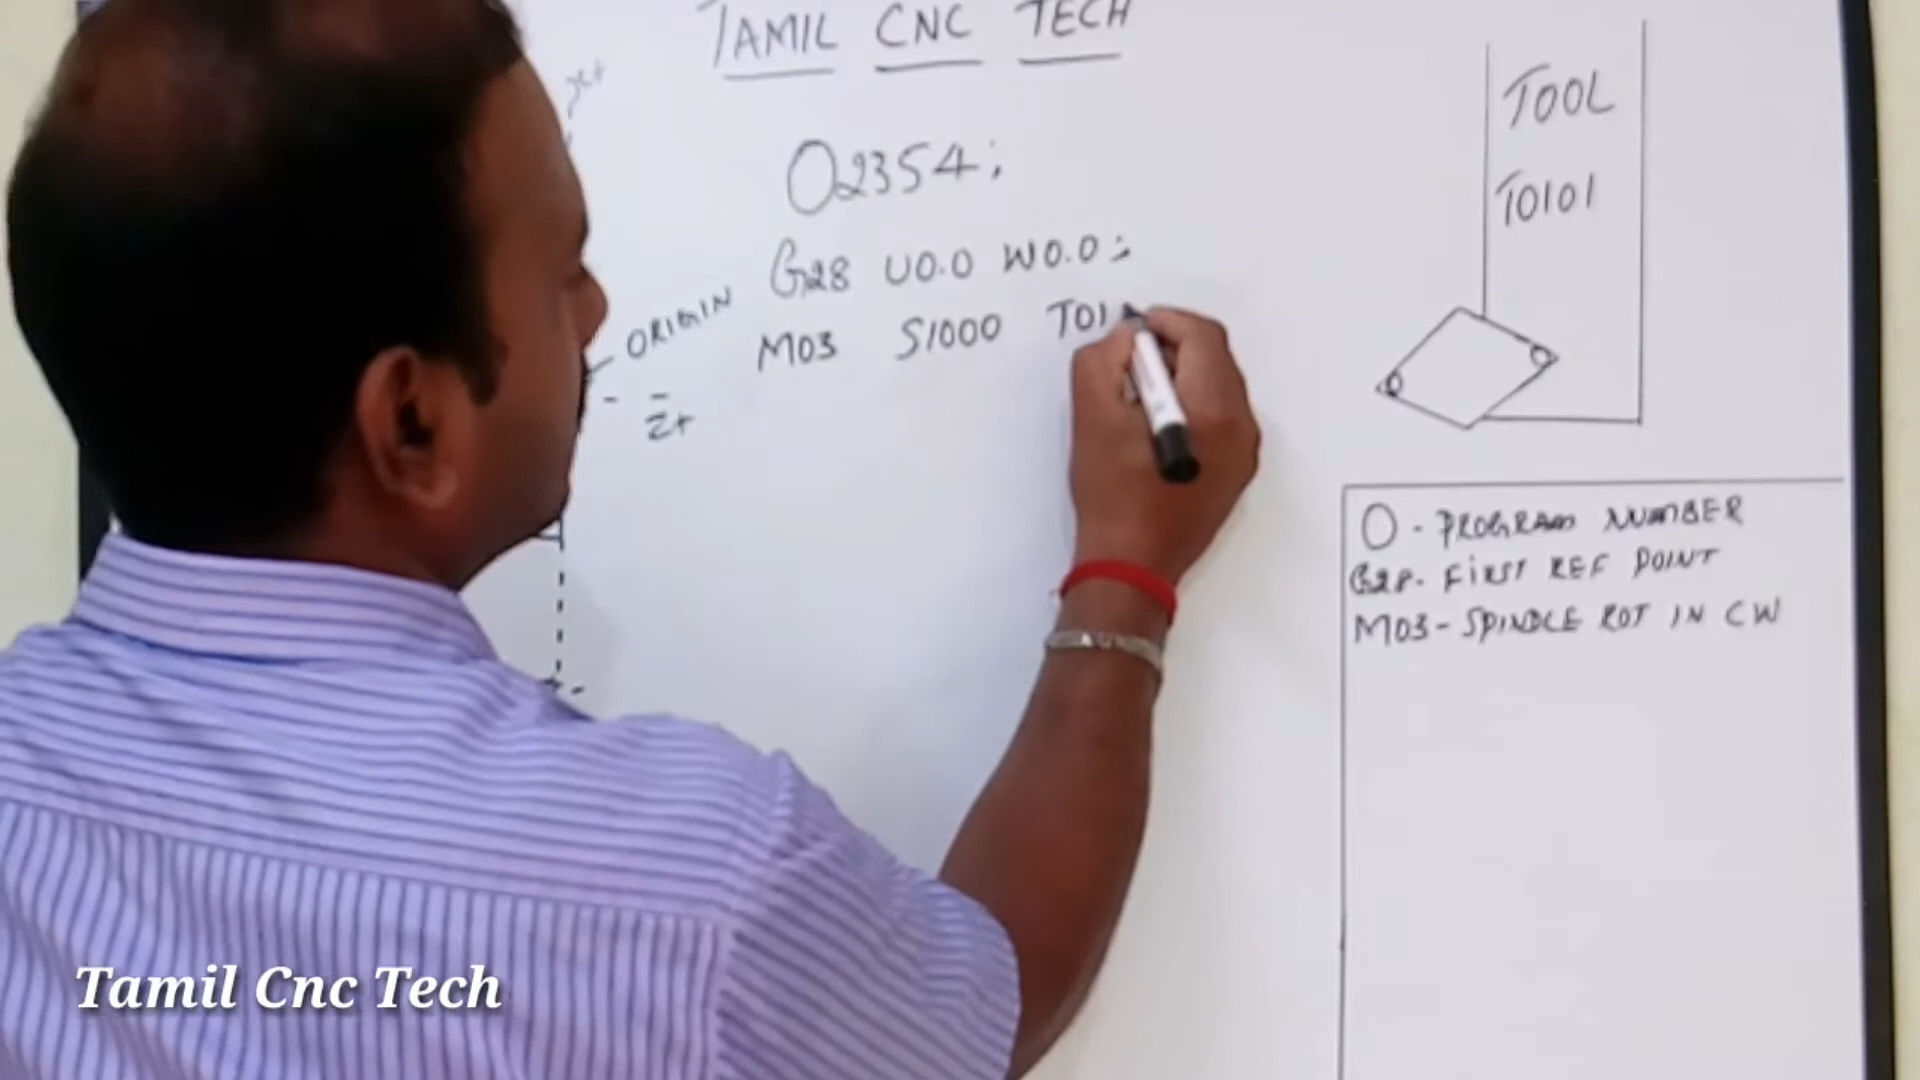 TAMIL CNC TECH
X+
O2354;
G28 U0.0 W0.0;
ORIGIN
M03 S1000 T01
Z+
TOOL
T0101
O - PROGRAM NUMBER
G28. FIRST REF POINT
M03 - SPINDLE ROT IN CW
Tamil Cnc Tech